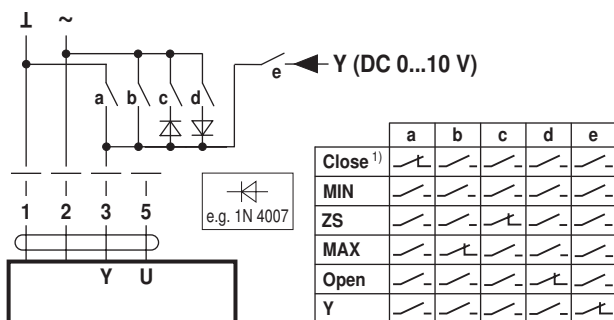 ⊥ ~
e Y (DC 0...10 V)
a b c d
a b c d e
Close 1)
MIN
ZS
MAX
Open
Y
1 2 3 5
e.g. 1N 4007
Y U